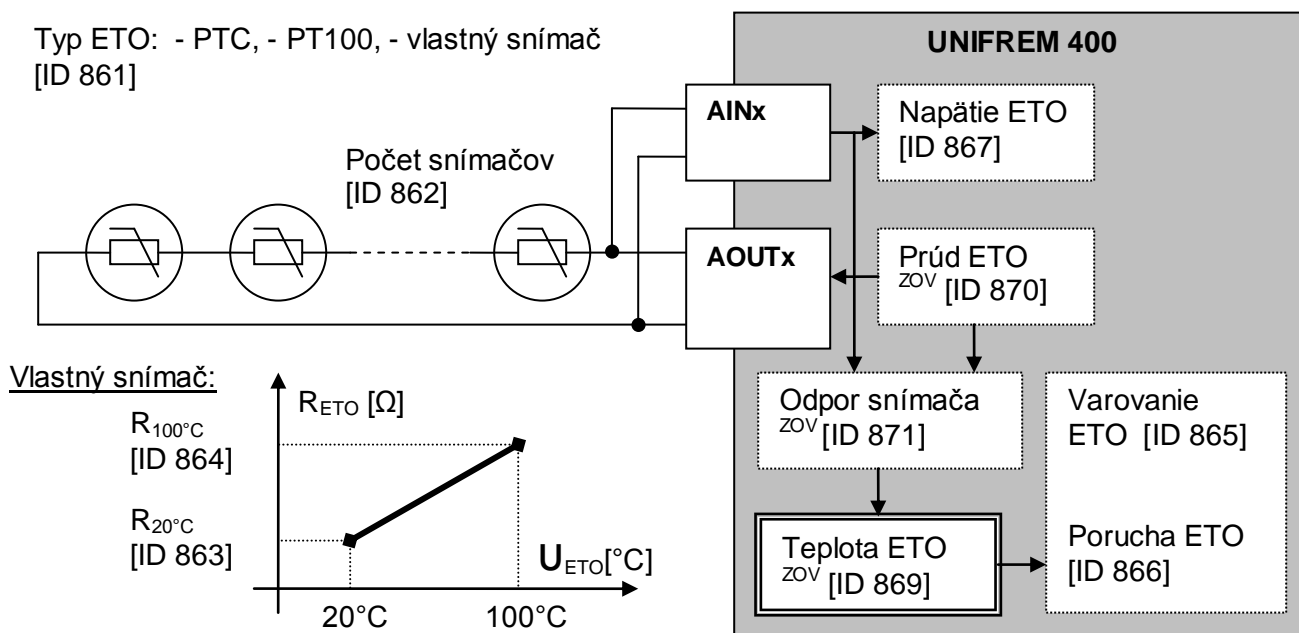 Typ ETO: - PTC, - PT100, - vlastný snímač
[ID 861]
UNIFREM 400
AINx
Napätie ETO
[ID 867]
Počet snímačov
[ID 862]
AOUTx
Prúd ETO
ZOV [ID 870]
Vlastný snímač:
RETO [Ω]
R100°C
[ID 864]
R20°C
[ID 863]
UETO[°C]
20°C
100°C
Odpor snímača
ZOV [ID 871]
Varovanie
ETO [ID 865]
Teplota ETO
ZOV [ID 869]
Porucha ETO
[ID 866]